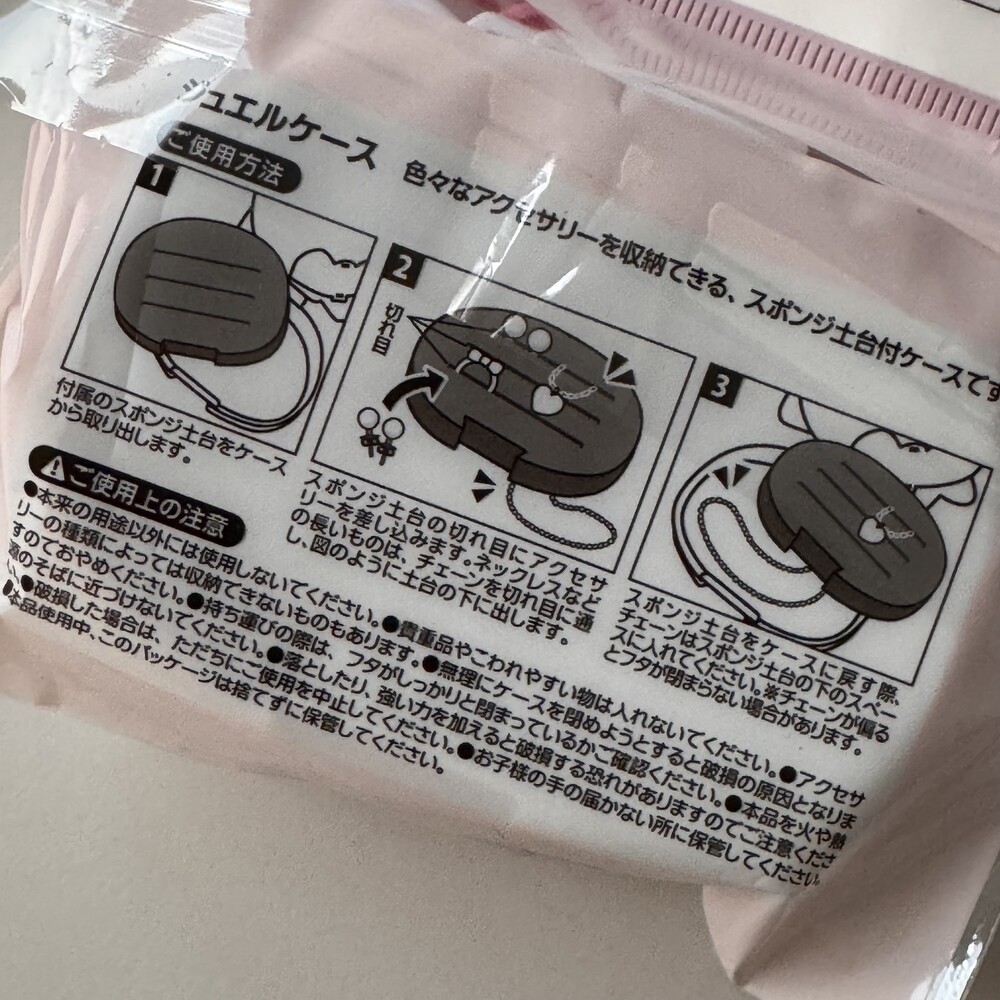 ジュエルケース 色々なアクセサリーを収納できる、スポンジ土台付ケースです
ご使用方法
1
付属のスポンジ土台をケース
から取り出します。
2
切れ目
スポンジ土台の切れ目にアクセサ
リーを差し込みます。ネックレスなど
の長いものは、チェーンを切れ目に通
し、図のように土台の下に出します。
3
スポンジ土台をケースに戻す際、
チェーンはスポンジ土台の下のスペー
スに入れてください。※チェーンが偏る
とフタが閉まらない場合があります。
ご使用上の注意
●本来の用途以外には使用しないでください。●貴重品やこわれやすい物は入れないでください。●アクセサ
リーの種類によっては収納できないものもあります。●無理にケースを閉めようとすると破損の原因となりま
すのでおやめください。●持ち運びの際は、フタがしっかりと閉まっているかご確認ください。●本品を火や熱
源のそばに近づけないでください。●落としたり、強い力を加えると破損する恐れがありますのでご注意くださ
い。●破損した場合は、ただちにご使用を中止してください。●お子様の手の届かない所に保管してください。
本品使用中、このパッケージは捨てずに保管してください。